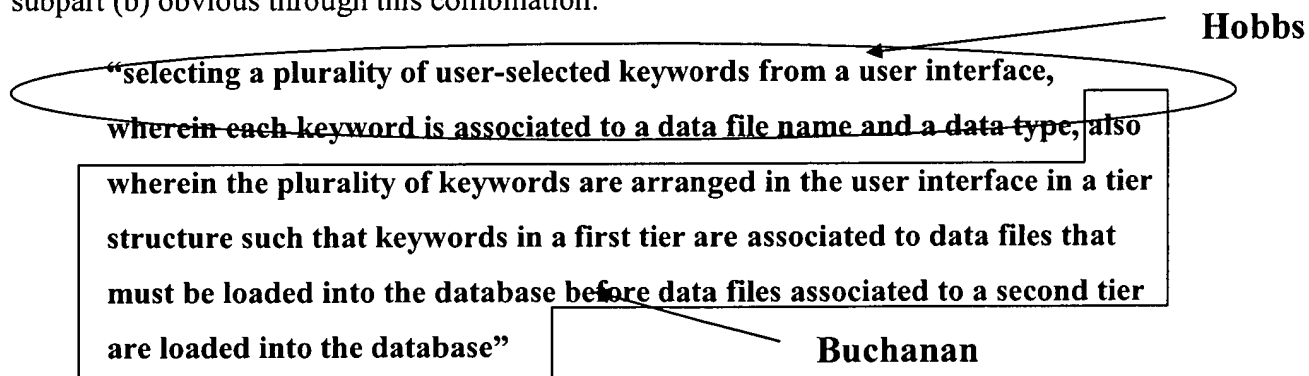 subpart (b) obvious through this combination.
Hobbs
“selecting a plurality of user-selected keywords from a user interface,
wherein each keyword is associated to a data file name and a data type, also
wherein the plurality of keywords are arranged in the user interface in a tier
structure such that keywords in a first tier are associated to data files that
must be loaded into the database before data files associated to a second tier
are loaded into the database”
Buchanan